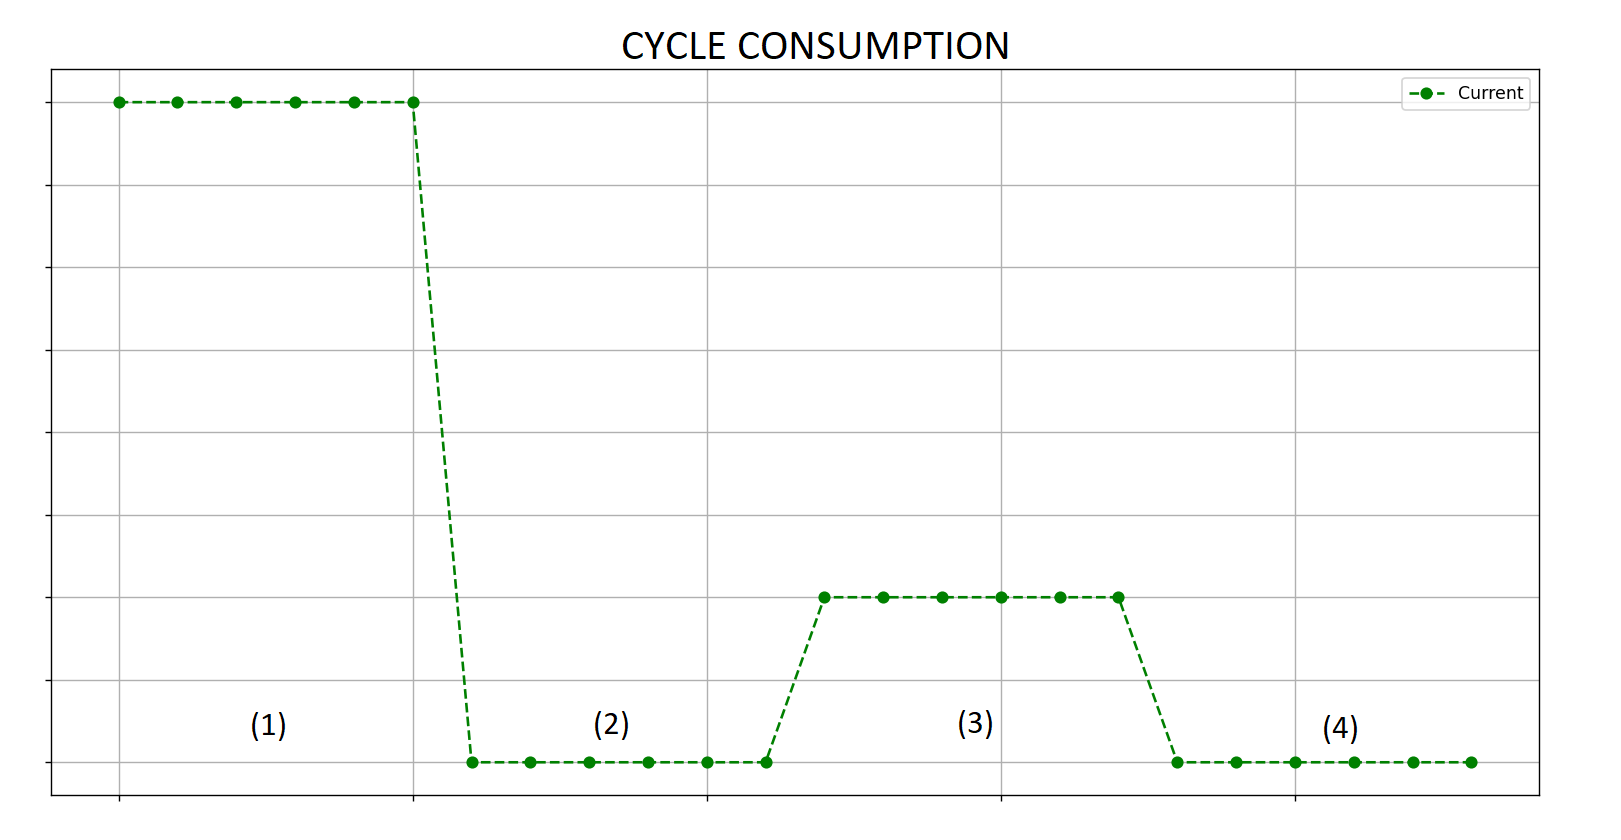 CYCLE CONSUMPTION
Current
(1)
(2)
(3)
(4)